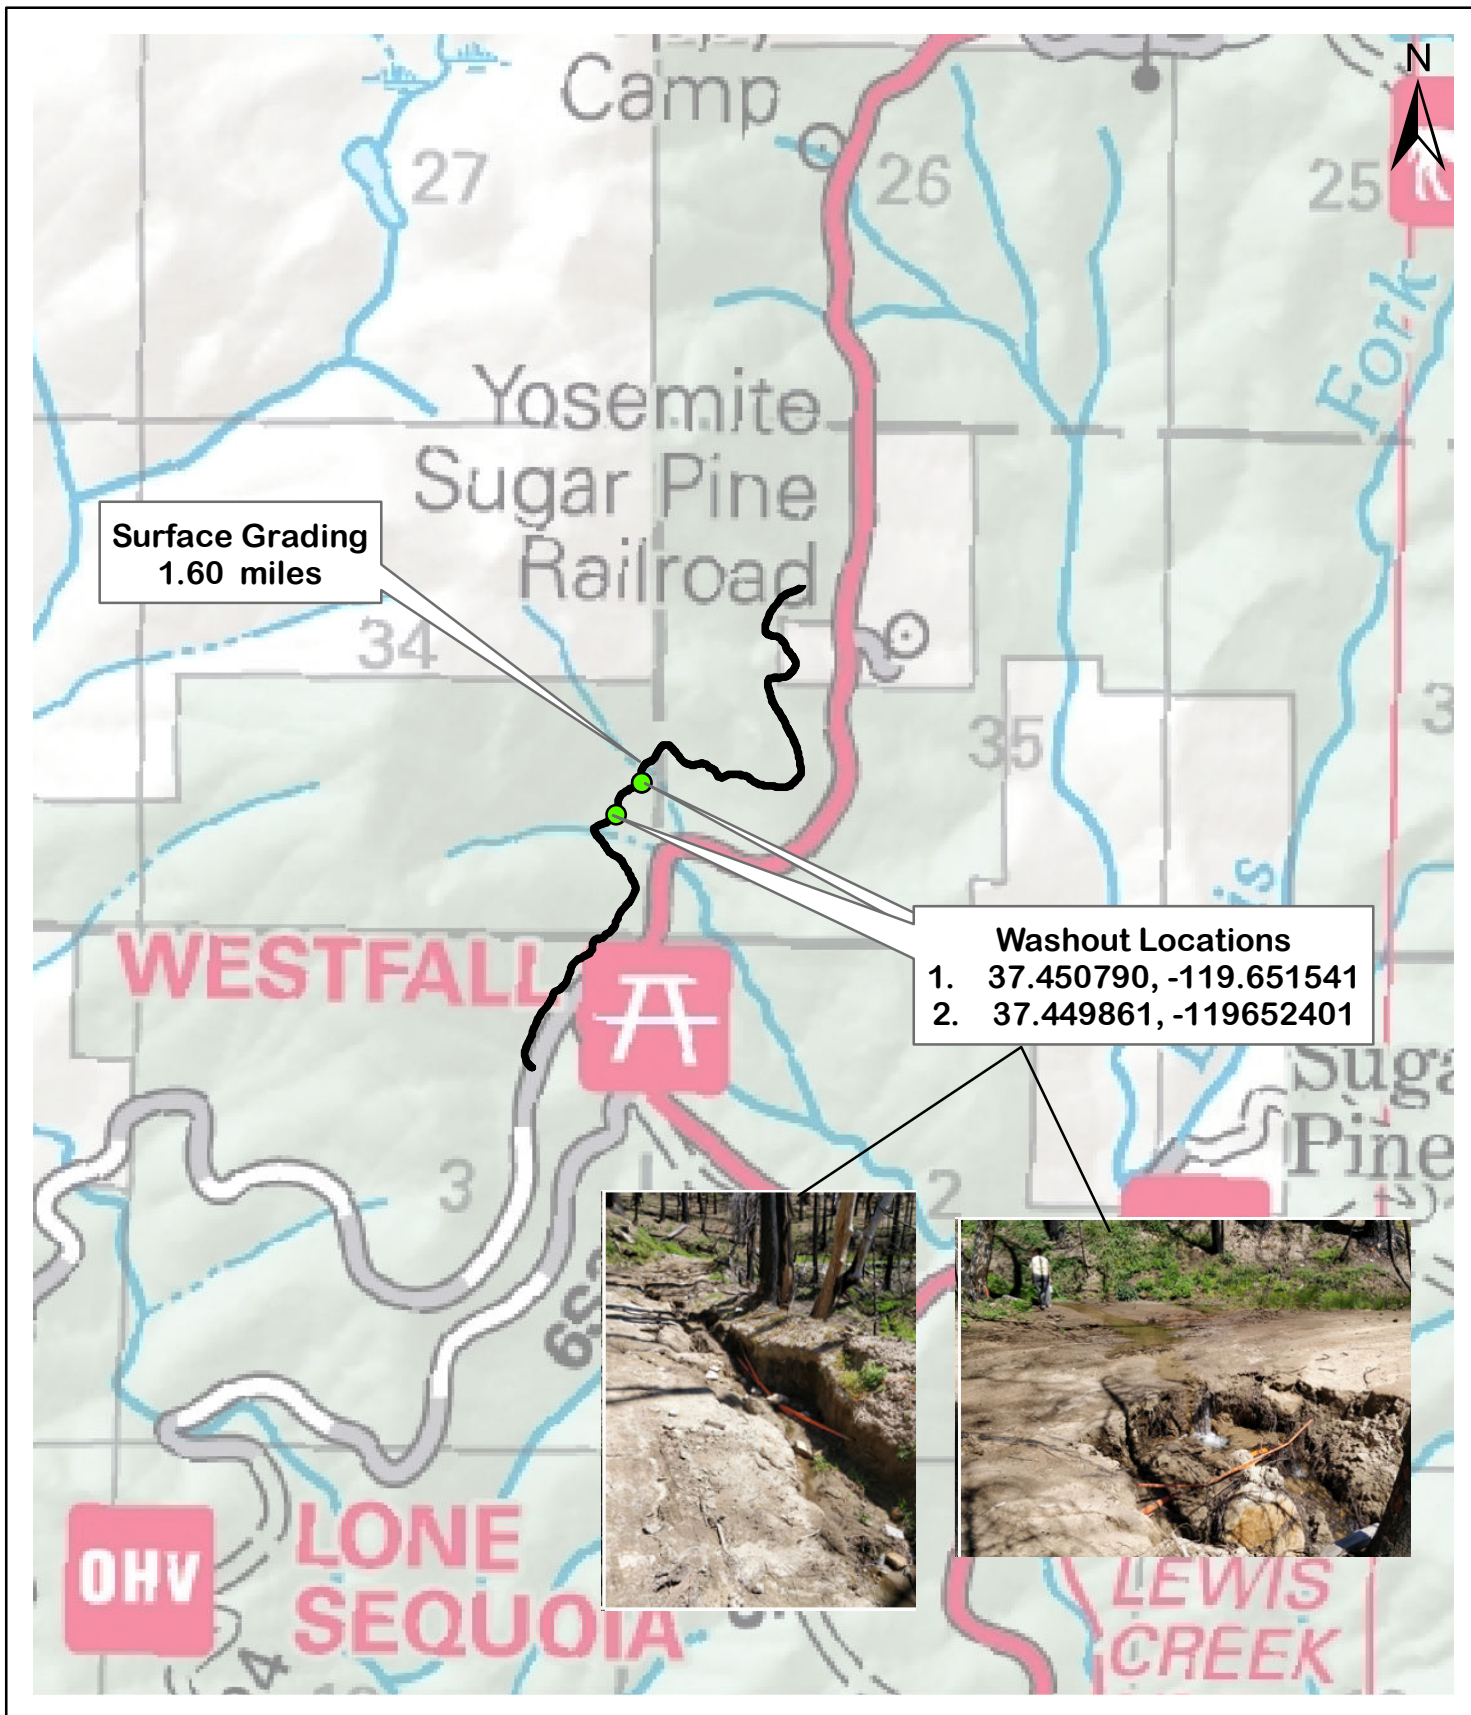 Camp
N
27
26
25
Fork
Yosemite
Sugar Pine
Railroad
Surface Grading
1.60 miles
34
35
WESTFALL
Washout Locations
1. 37.450790, -119.651541
2. 37.449861, -119652401
3
2
Pine
OHV
LONE
SEQUOIA
LEWIS
CREEK